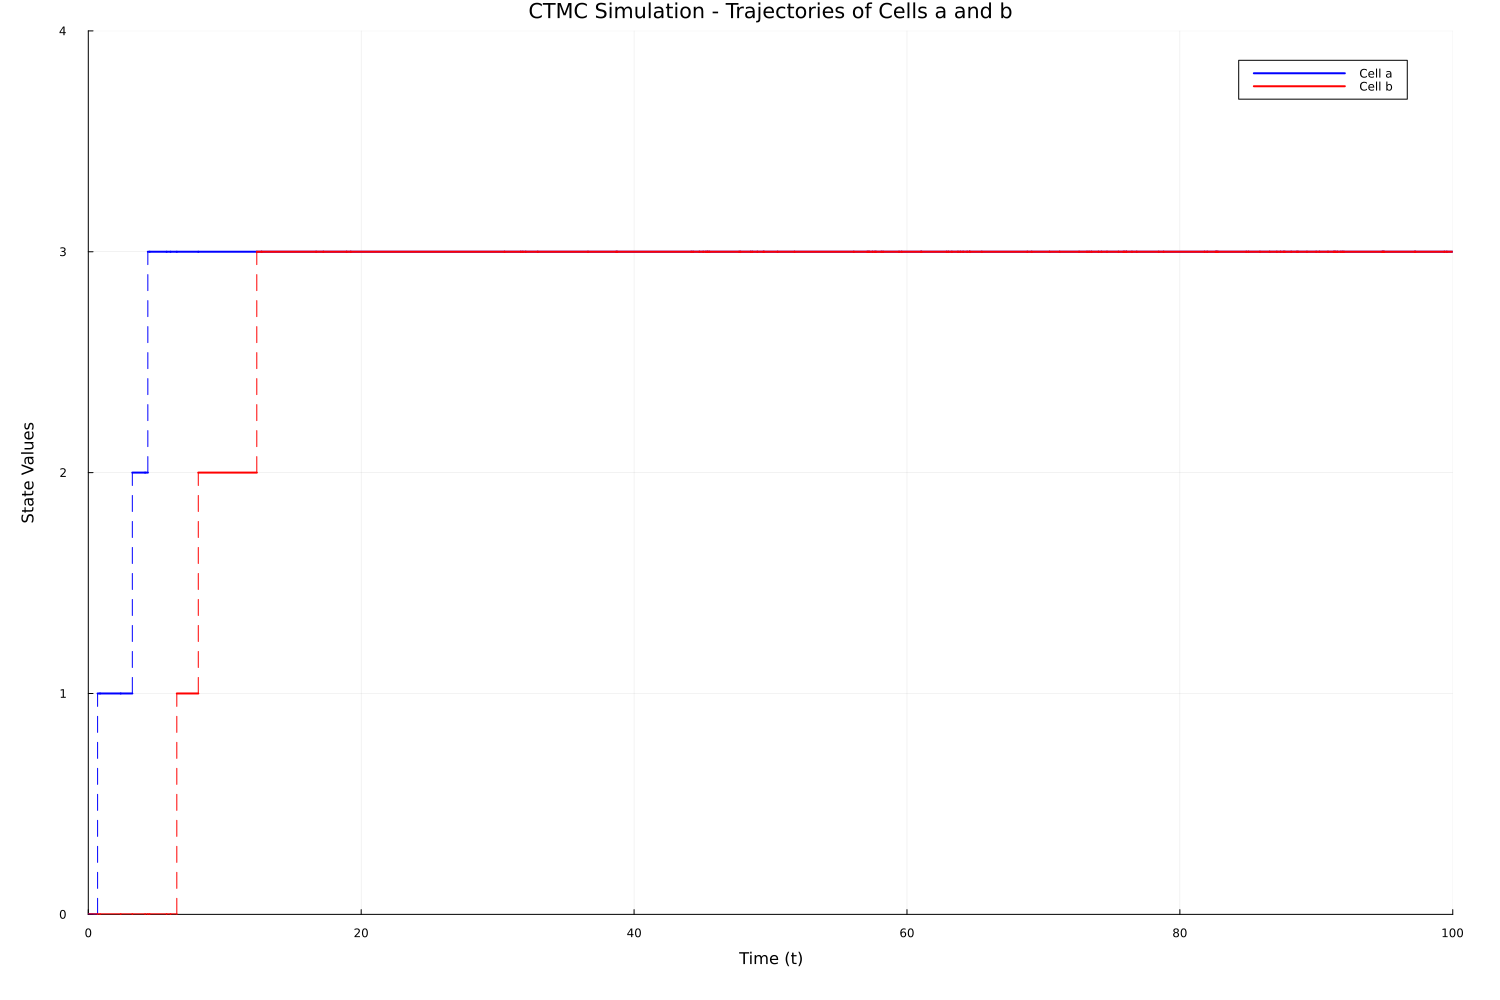 CTMC Simulation - Trajectories of Cells a and b
4
Cell a
Cell b
3
State Values
2
1
0
0 20 40 60 80 100
Time (t)